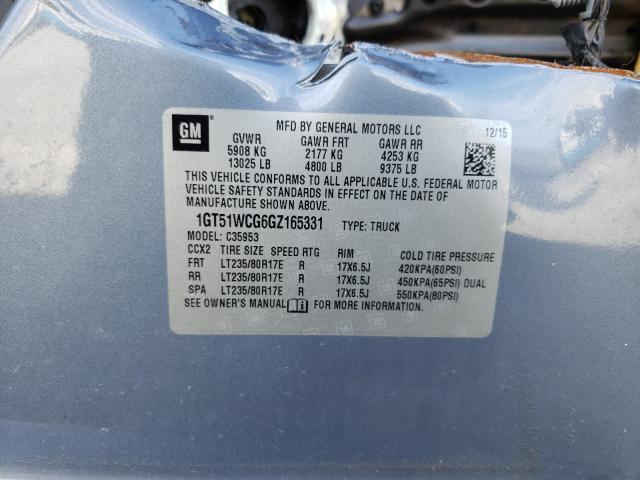 GM
MFD BY GENERAL MOTORS LLC 12/15
GVWR GAWR FRT GAWR RR
5908 KG 2177 KG 4253 KG
13025 LB 4800 LB 9375 LB
THIS VEHICLE CONFORMS TO ALL APPLICABLE U.S. FEDERAL MOTOR
VEHICLE SAFETY STANDARDS IN EFFECT ON THE DATE OF
MANUFACTURE SHOWN ABOVE.
1GT51WCG6GZ165331 TYPE: TRUCK
MODEL: C35953
CCX2 TIRE SIZE SPEED RTG RIM COLD TIRE PRESSURE
FRT LT235/80R17E R 17X6.5J 420KPA(60PSI)
RR LT235/80R17E R 17X6.5J 450KPA(65PSI) DUAL
SPA LT235/80R17E R 17X6.5J 550KPA(80PSI)
SEE OWNER'S MANUAL FOR MORE INFORMATION.